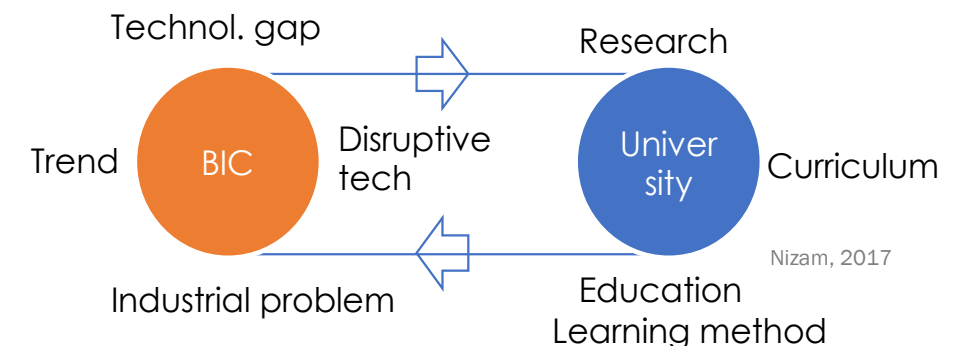 Technol. gap
Research
Trend
BIC
Disruptive
tech
Univer
sity
Curriculum
Nizam, 2017
Industrial problem
Education
Learning method